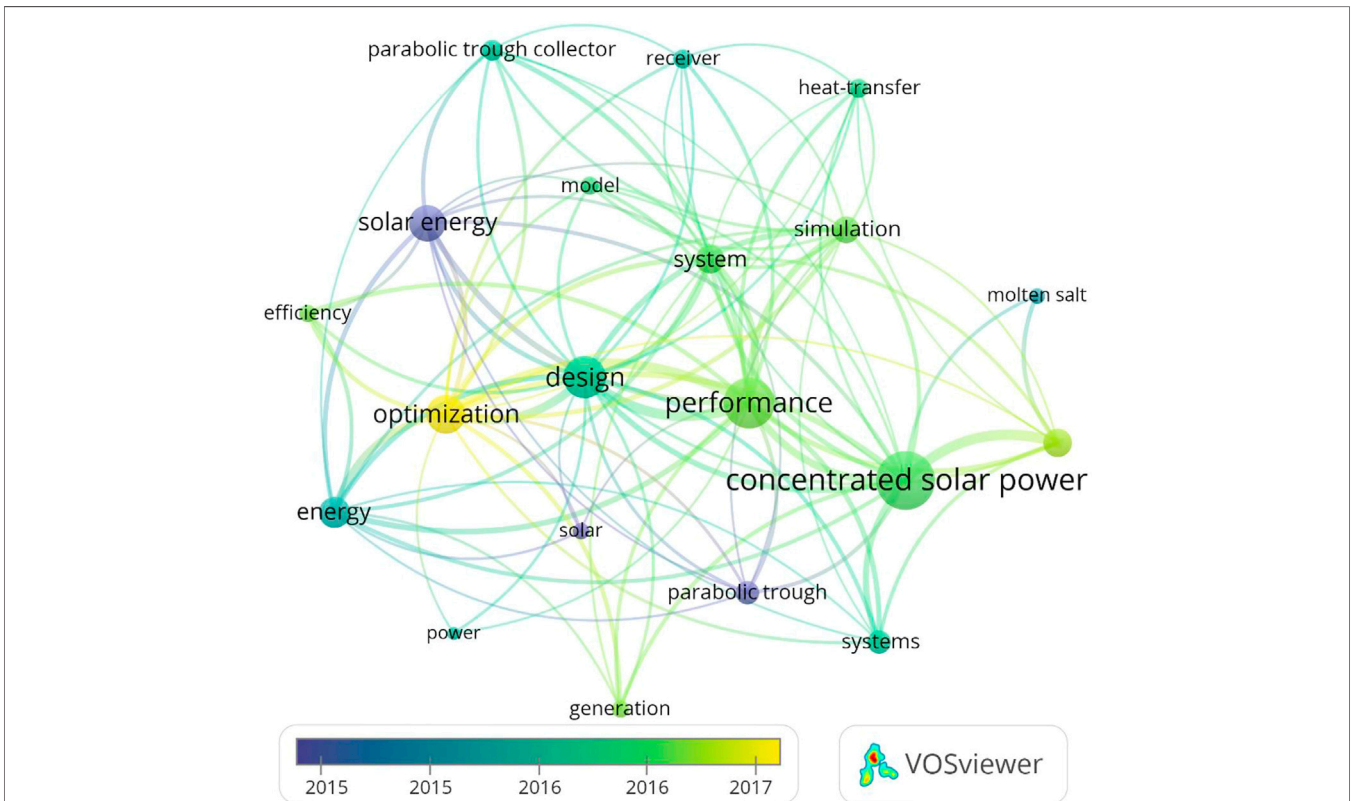 parabolic trough collector
receiver
heat-transfer
model
solar energy
simulation
system
molten salt
efficiency
design
performance
optimization
concentrated solar power
energy
solar
parabolic trough
power
systems
generation
2015 2015 2016 2016 2017
VOSviewer